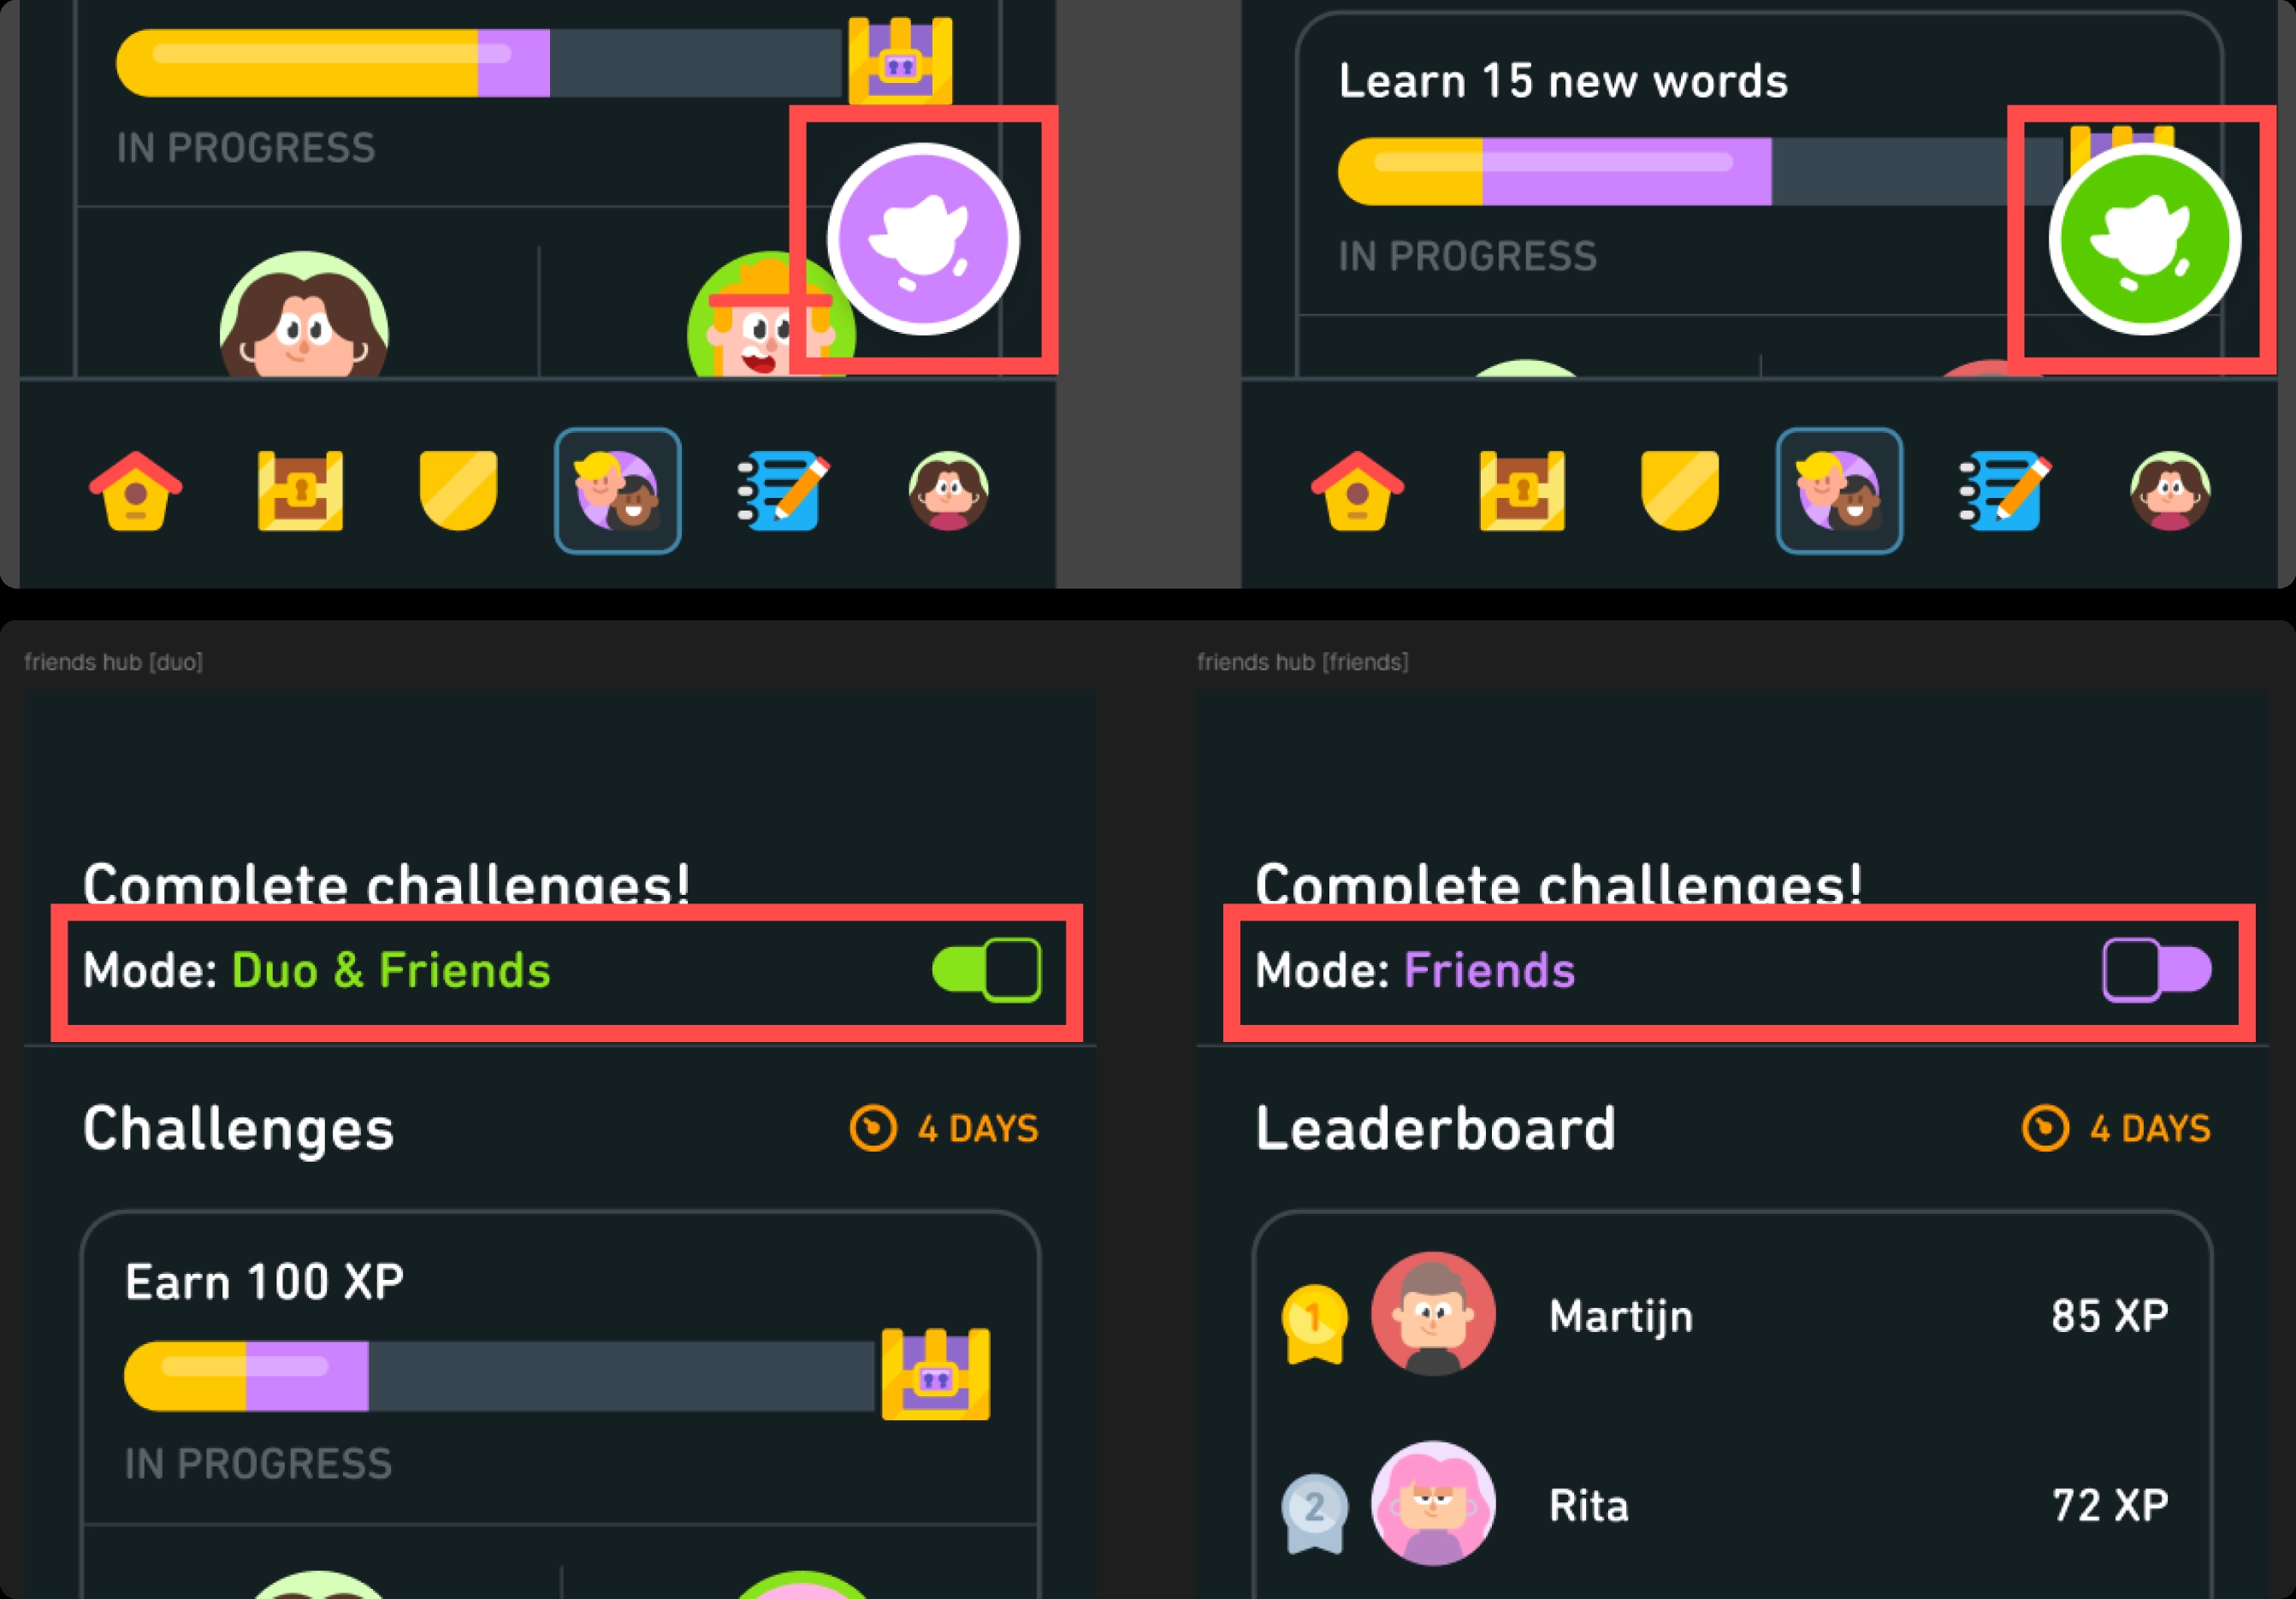 Learn 15 new words
IN PROGRESS
IN PROGRESS
friends hub [duo]
Complete challenges!
Mode: Duo & Friends
Challenges
4 DAYS
Earn 100 XP
IN PROGRESS
friends hub [friends]
Complete challenges!
Mode: Friends
Leaderboard
4 DAYS
1
Martijn
85 XP
2
Rita
72 XP